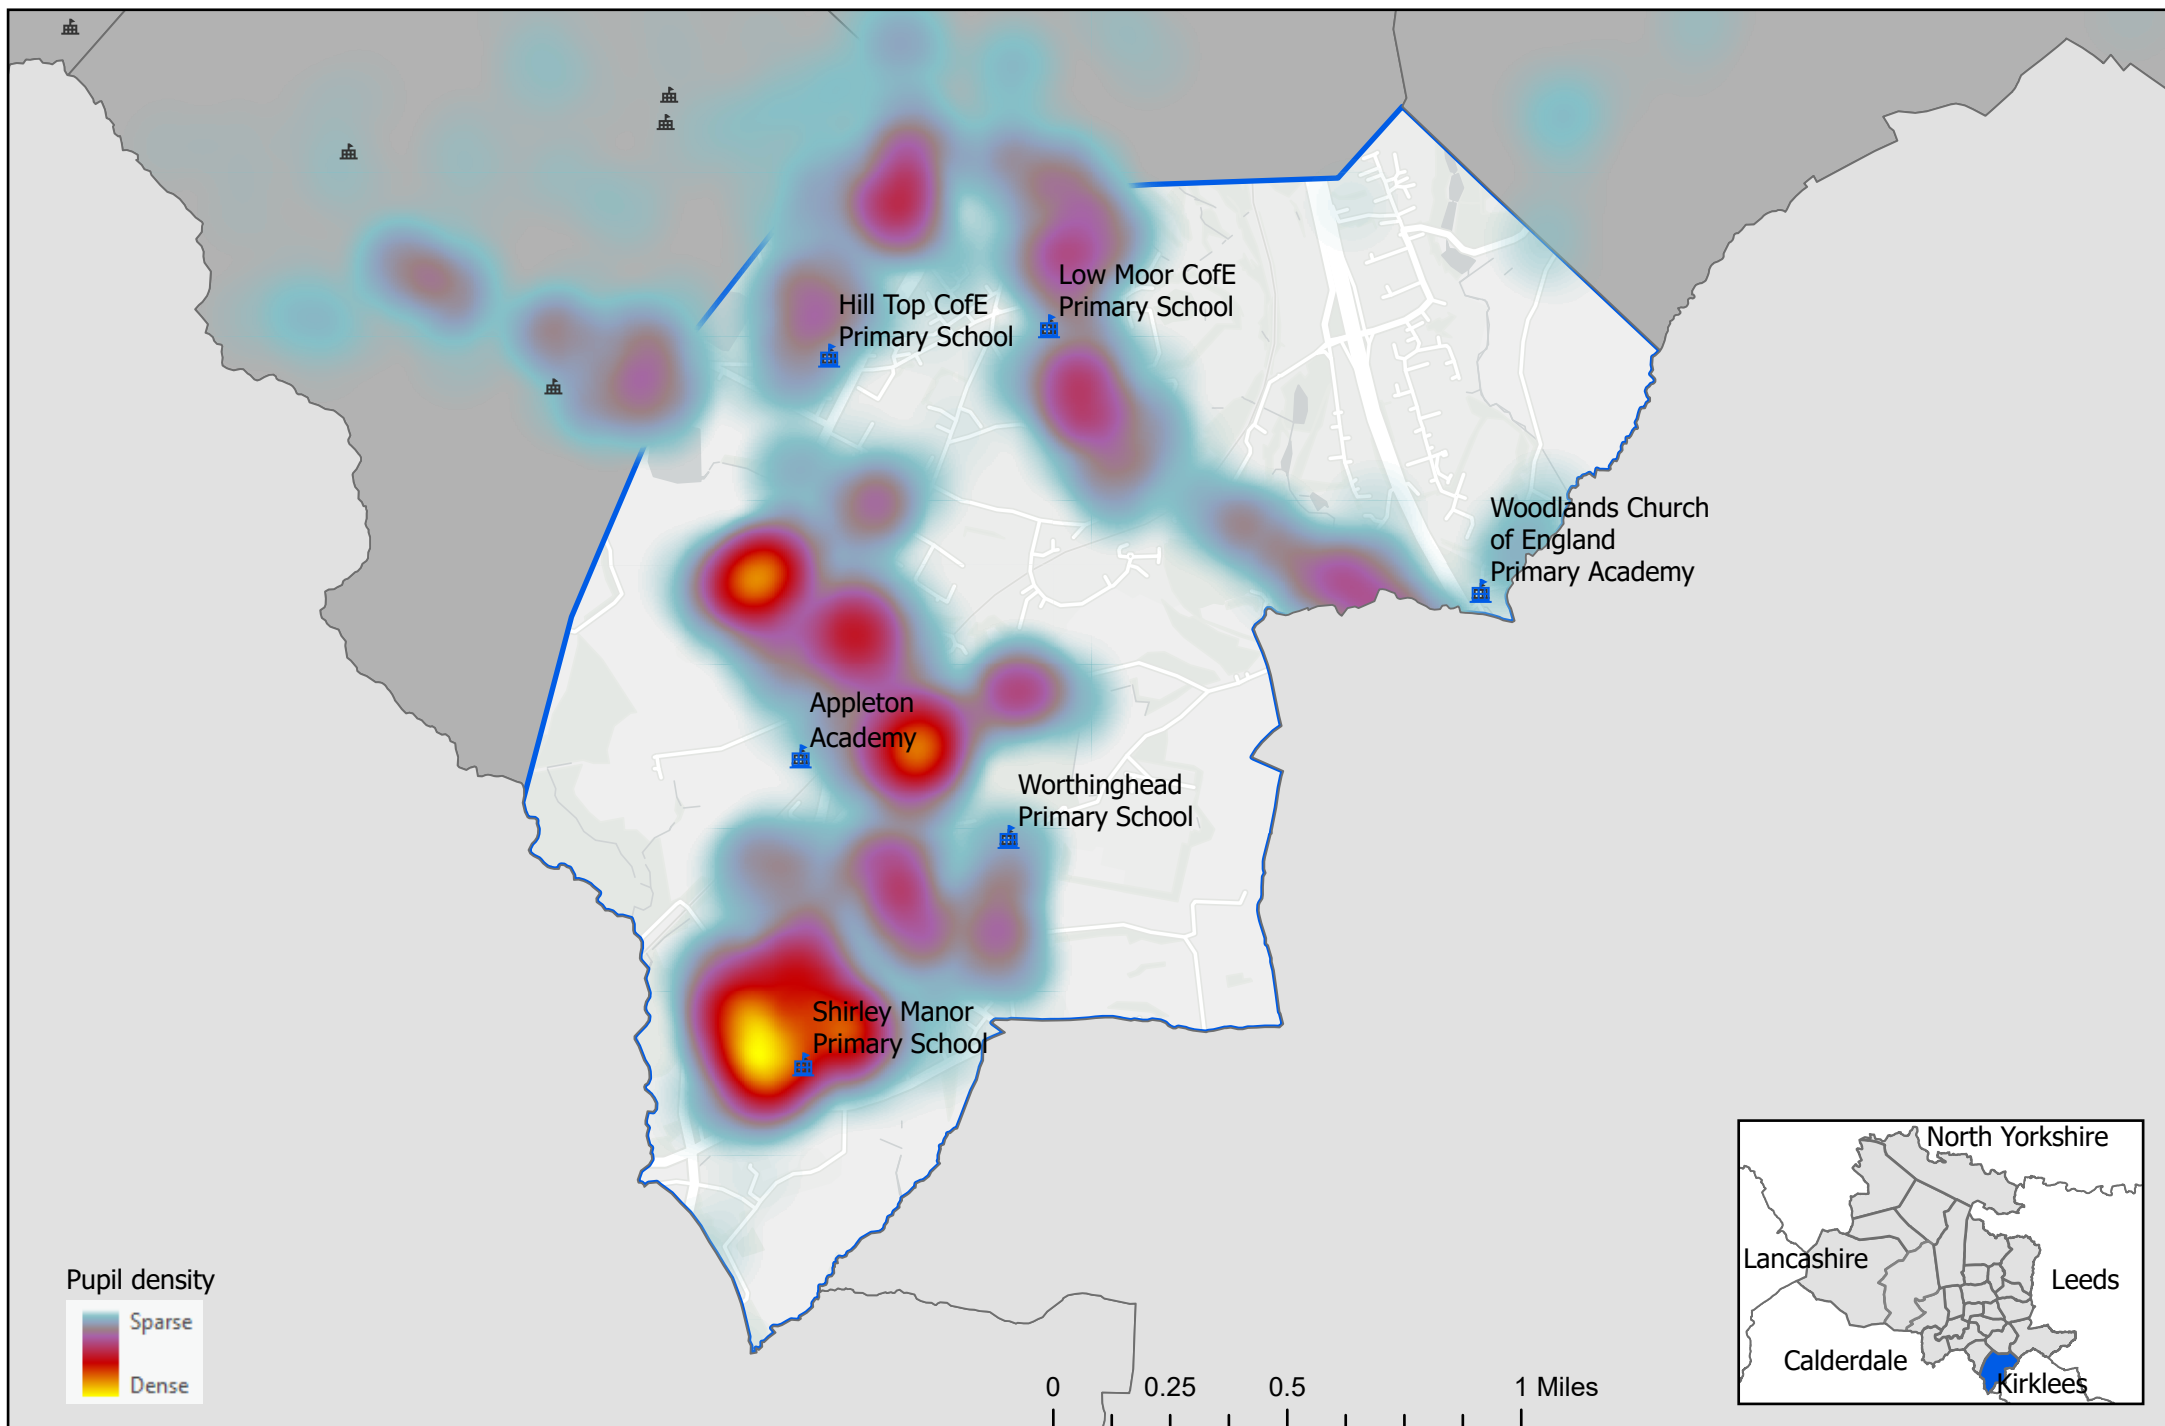 Low Moor CofE
Primary School
Hill Top CofE
Primary School
Woodlands Church
of England
Primary Academy
Appleton
Academy
Worthinghead
Primary School
Shirley Manor
Primary School
Pupil density
Sparse
Dense
0 0.25 0.5 1 Miles
North Yorkshire
Lancashire
Leeds
Calderdale
Kirklees